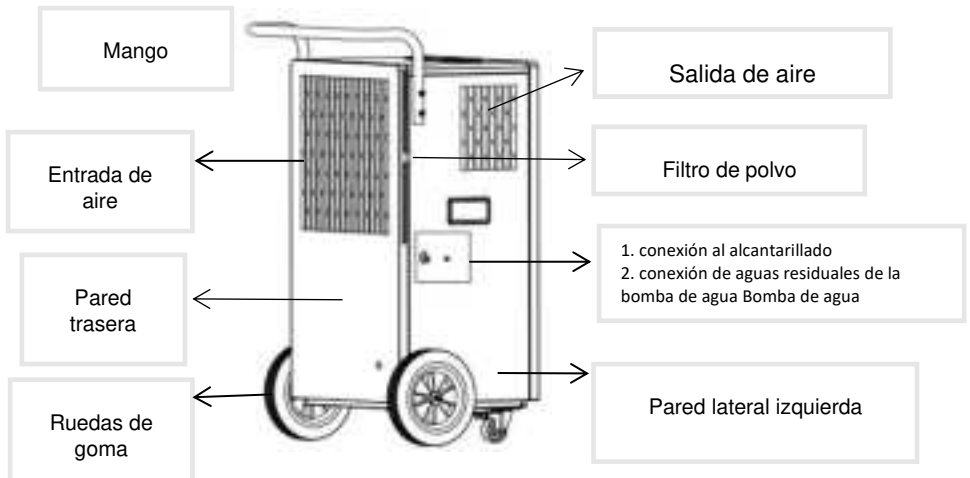 Mango
Salida de aire
Entrada de
aire
Filtro de polvo
1. conexión al alcantarillado
2. conexión de aguas residuales de la
bomba de agua Bomba de agua
Pared
trasera
Ruedas de
goma
Pared lateral izquierda